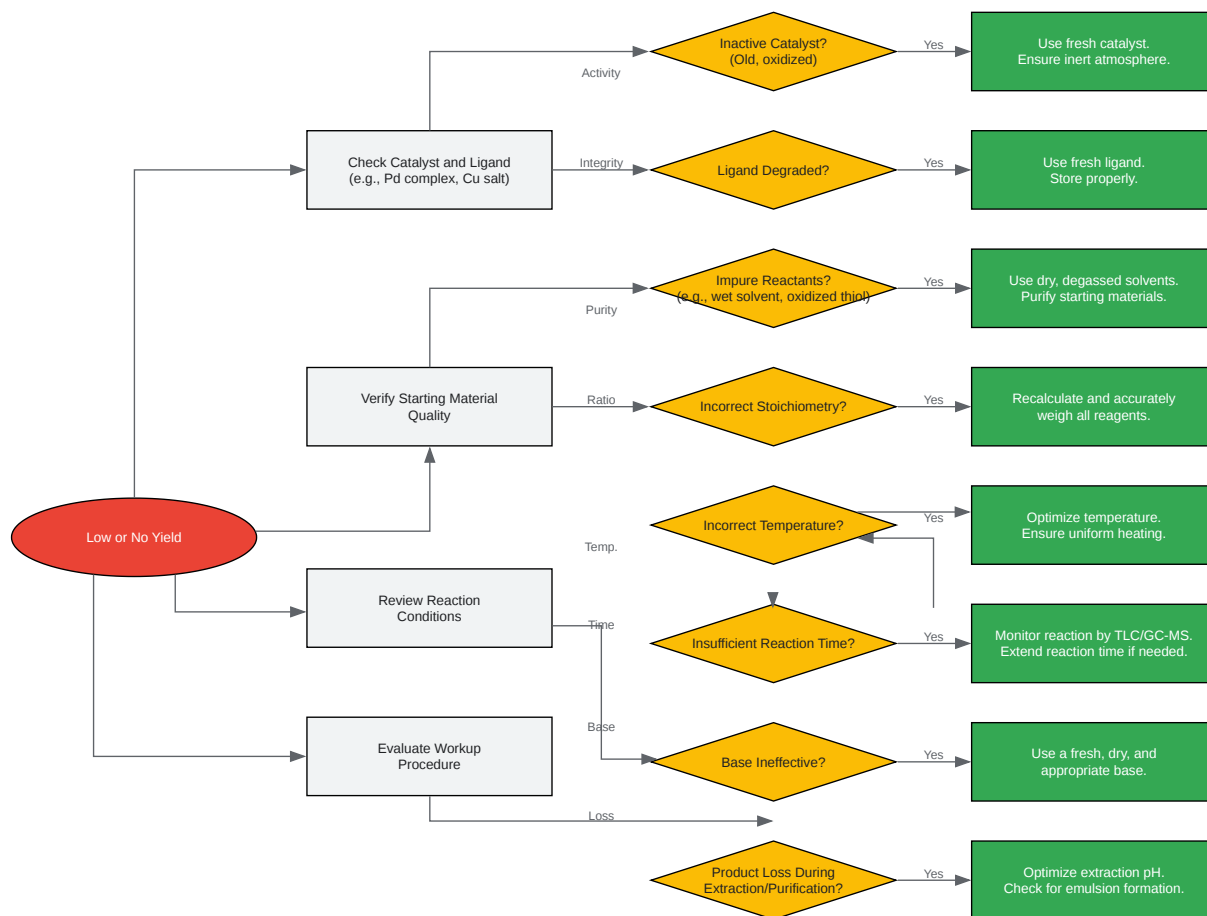 Inactive Catalyst?
(Old, oxidized)
Yes
Use fresh catalyst.
Ensure inert atmosphere.
Activity
Check Catalyst and Ligand
(e.g., Pd complex, Cu salt)
Integrity
Ligand Degraded?
Yes
Use fresh ligand.
Store properly.
Impure Reactants?
(e.g., wet solvent, oxidized thiol)
Yes
Use dry, degassed solvents.
Purify starting materials.
Purity
Verify Starting Material
Quality
Ratio
Incorrect Stoichiometry?
Yes
Recalculate and accurately
weigh all reagents.
Low or No Yield
Incorrect Temperature?
Yes
Optimize temperature.
Ensure uniform heating.
Temp.
Review Reaction
Conditions
Time
Insufficient Reaction Time?
Yes
Monitor reaction by TLC/GC-MS.
Extend reaction time if needed.
Base
Evaluate Workup
Procedure
Base Ineffective?
Yes
Use a fresh, dry, and
appropriate base.
Loss
Product Loss During
Extraction/Purification?
Yes
Optimize extraction pH.
Check for emulsion formation.